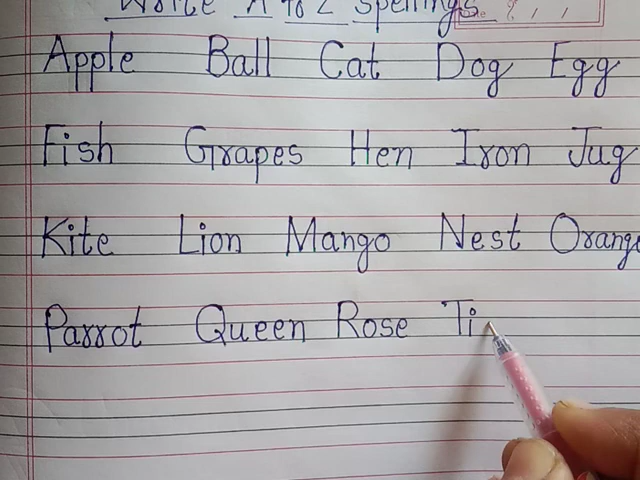 Write A to Z spellings
Apple Ball Cat Dog Egg
Fish Grapes Hen Iron Jug
Kite Lion Mango Nest Orange
Parrot Queen Rose Ti